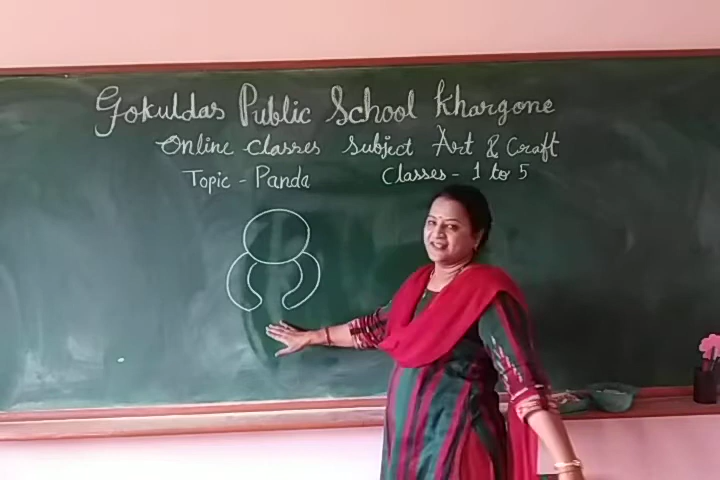 Gokuldas Public School Khargone
Online classes subject Art & Craft
Topic - Panda Classes - 1 to 5